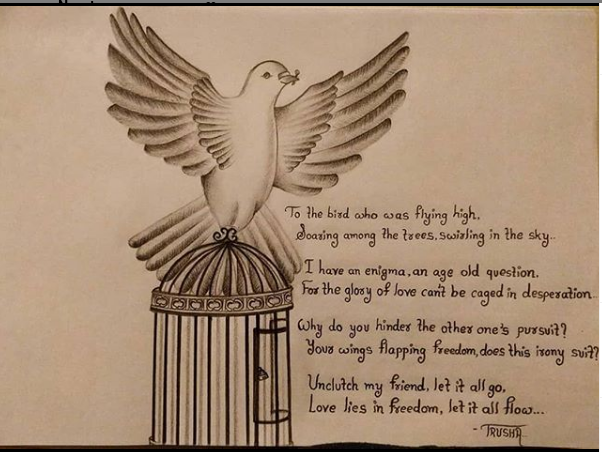 To the bird who was flying high,
Soaring among the trees, swirling in the sky..
I have an enigma, an age old question.
For the glory of love can't be caged in desperation..
Why do you hinder the other one's pursuit?
Your wings flapping freedom, does this irony suit?
Unclutch my friend, let it all go,
Love lies in freedom, let it all flow...
- TRUSHA